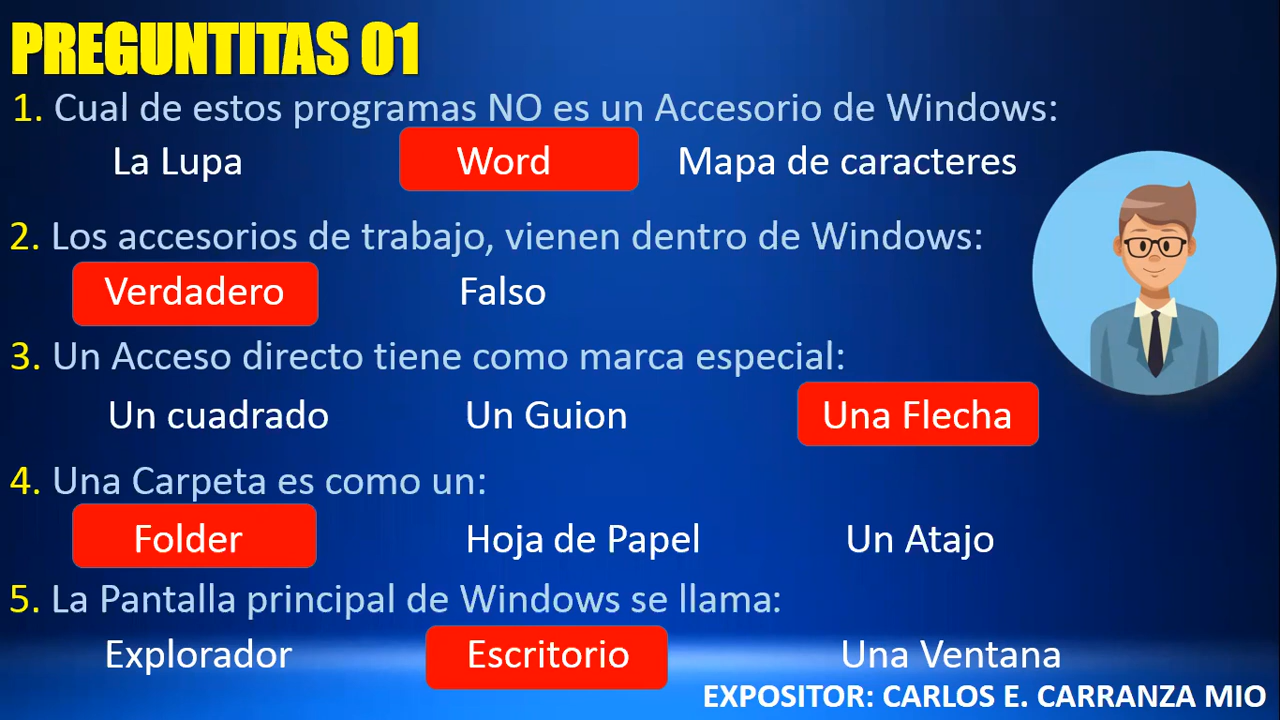 PREGUNTITAS 01
1. Cual de estos programas NO es un Accesorio de Windows:
La Lupa Word Mapa de caracteres
2. Los accesorios de trabajo, vienen dentro de Windows:
Verdadero Falso
3. Un Acceso directo tiene como marca especial:
Un cuadrado Un Guion Una Flecha
4. Una Carpeta es como un:
Folder Hoja de Papel Un Atajo
5. La Pantalla principal de Windows se llama:
Explorador Escritorio Una Ventana
EXPOSITOR: CARLOS E. CARRANZA MIO